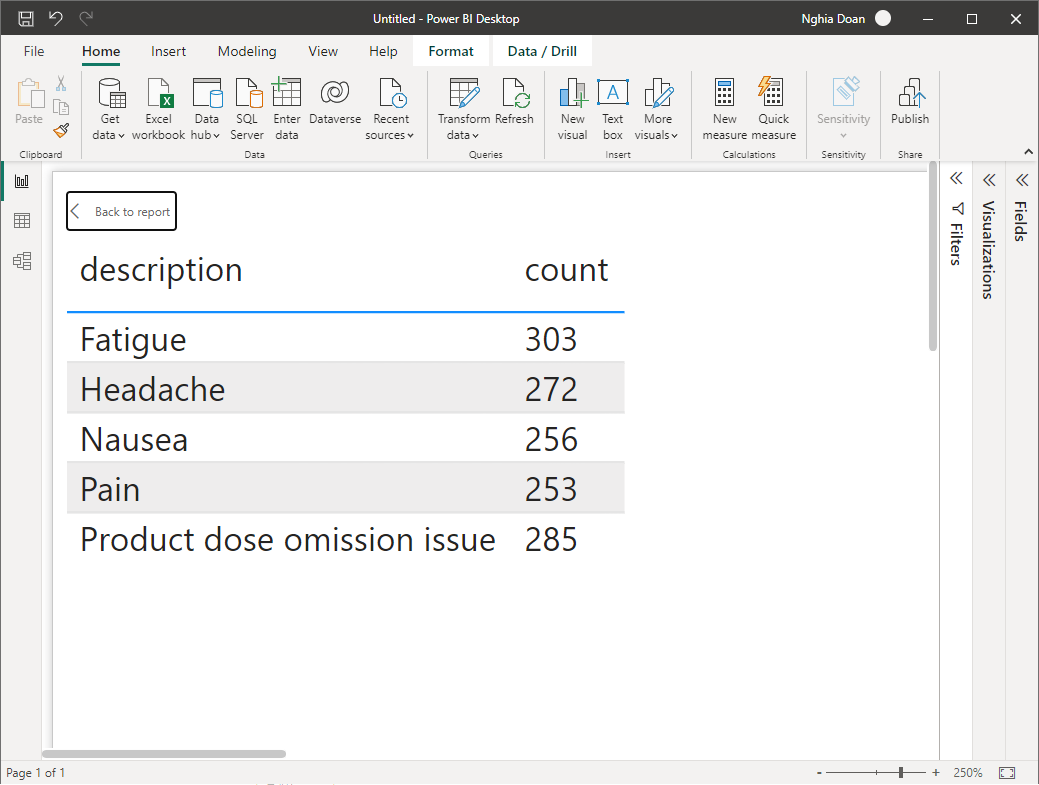 Untitled - Power BI Desktop
Nghia Doan
File Home Insert Modeling View Help Format Data / Drill
Paste
Get data
Excel workbook
Data hub
SQL Server
Enter data
Dataverse
Recent sources
Transform data
Refresh
New visual
Text box
A
More visuals
New measure
Quick measure
Sensitivity
Publish
Clipboard
Data
Queries
Insert
Calculations
Sensitivity
Share
Back to report
description count
Fatigue 303
Headache 272
Nausea 256
Pain 253
Product dose omission issue 285
Filters
Visualizations
Fields
Page 1 of 1
- + 250%